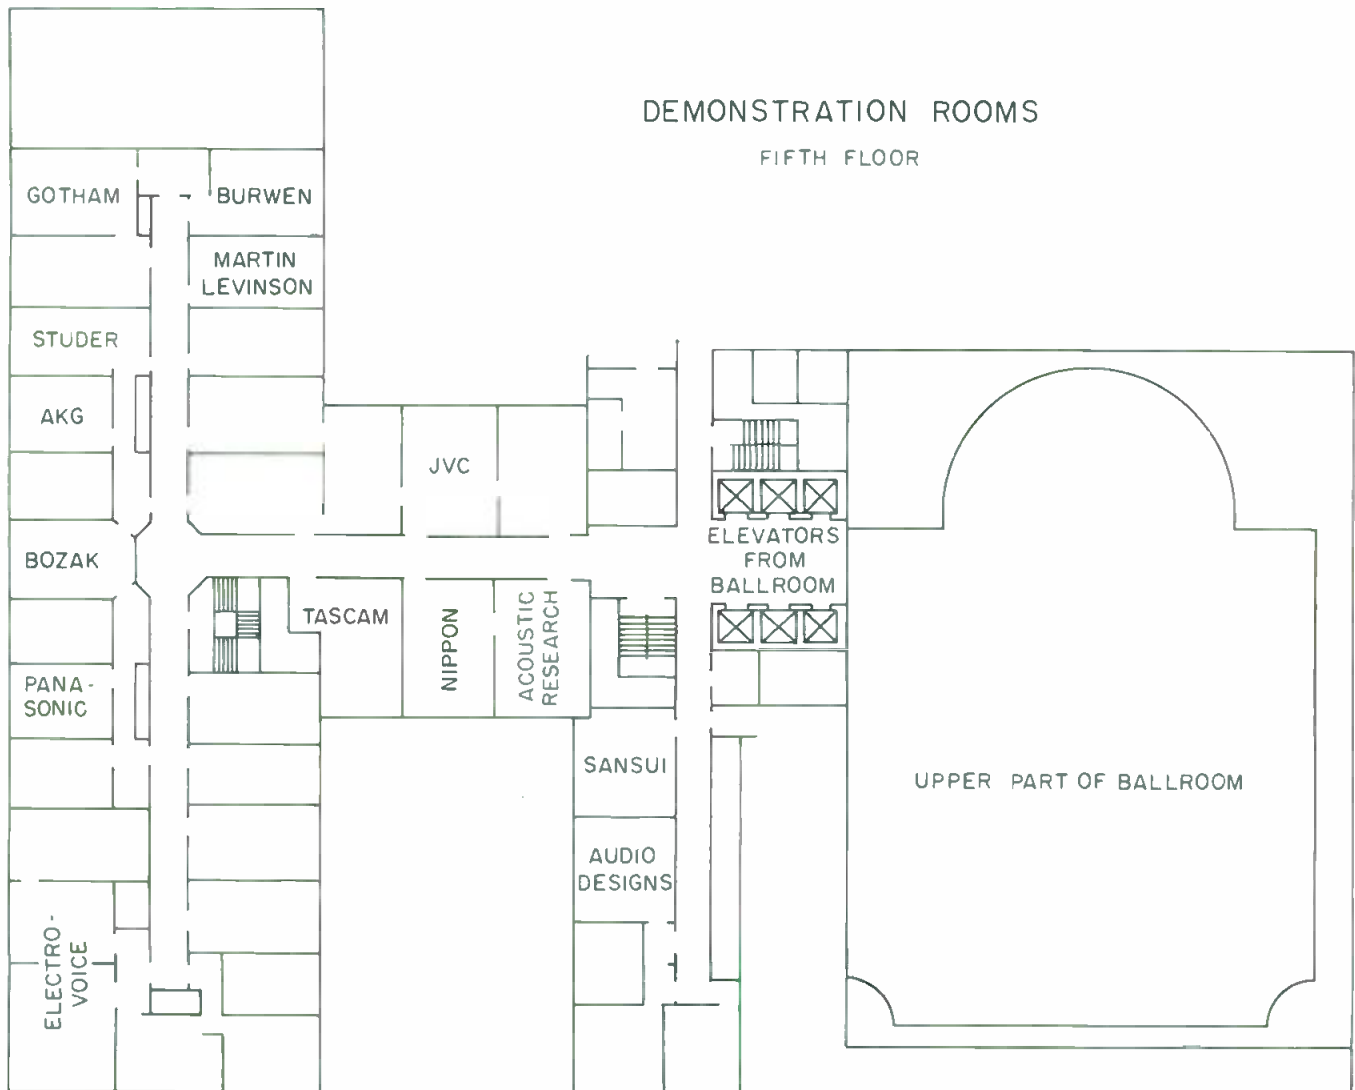 DEMONSTRATION ROOMS
FIFTH FLOOR
GOTHAM
BURWEN
MARTIN
LEVINSON
STUDER
AKG
JVC
BOZAK
ELEVATORS
FROM
BALLROOM
TASCAM
NIPPON
ACOUSTIC
RESEARCH
PANA-
SONIC
SANSUI
UPPER PART OF BALLROOM
AUDIO
DESIGNS
ELECTRO-
VOICE